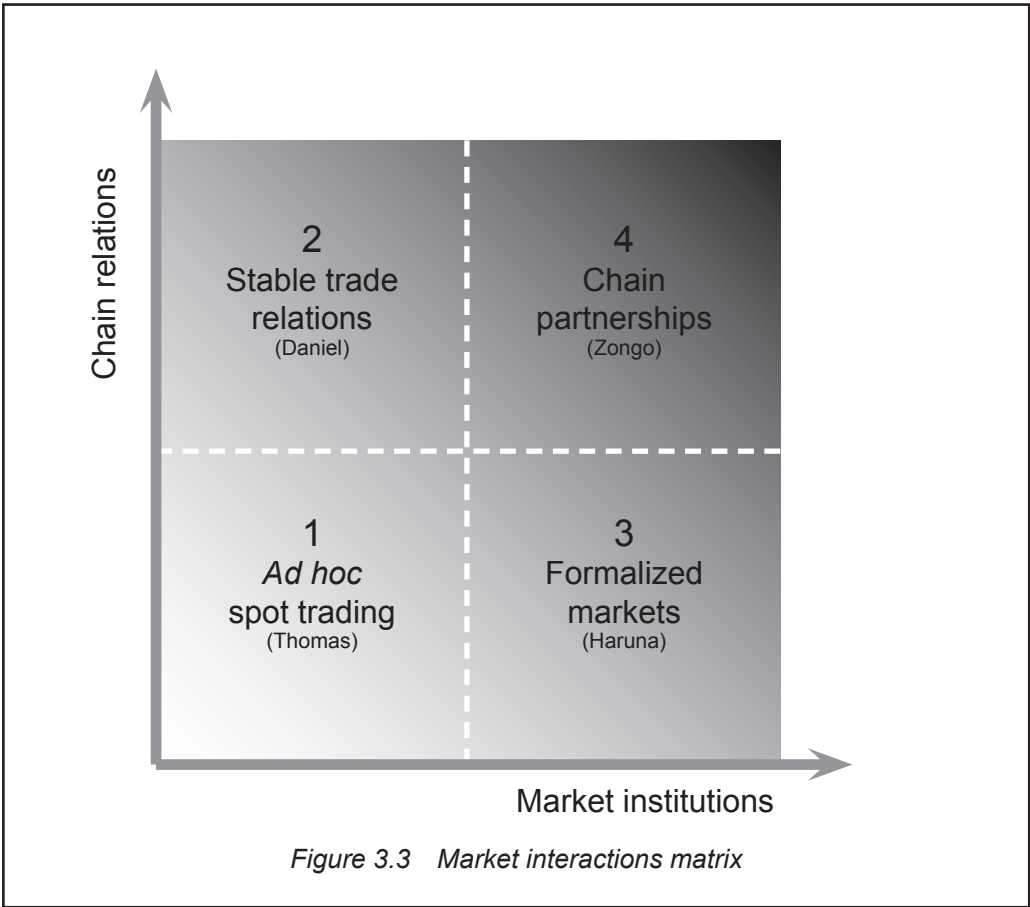 Chain relations
2
Stable trade
relations
(Daniel)
4
Chain
partnerships
(Zongo)
1
Ad hoc
spot trading
(Thomas)
3
Formalized
markets
(Haruna)
Market institutions
Figure 3.3 Market interactions matrix